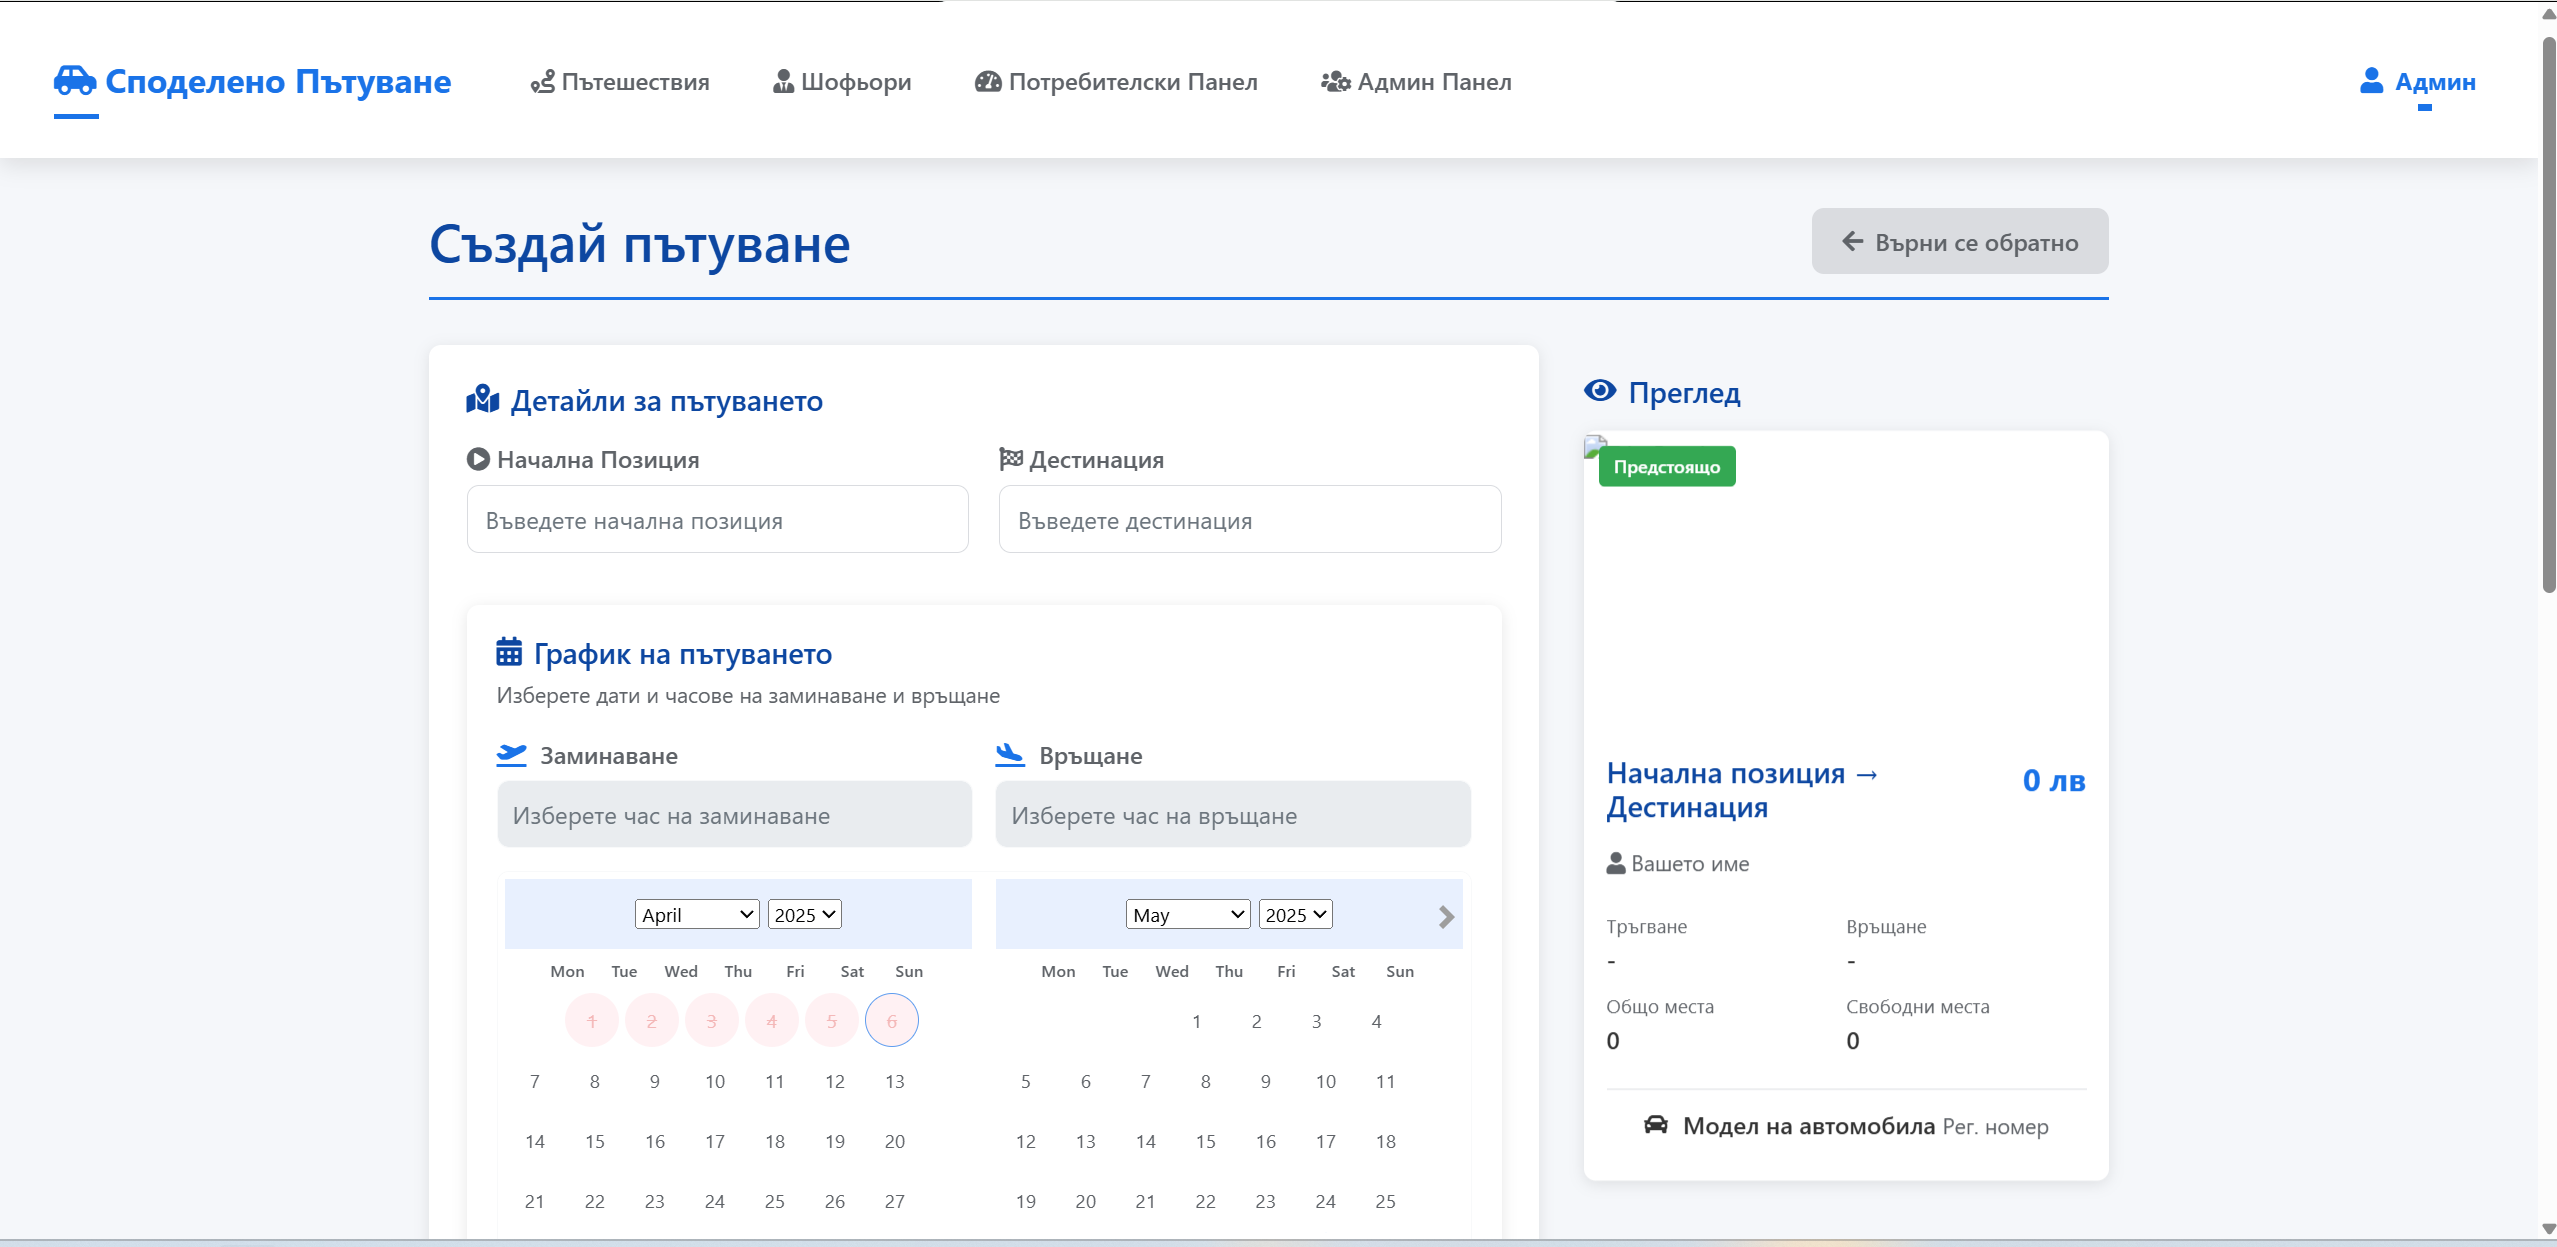 Споделено Пътуване
Пътешествия
Шофьори
Потребителски Панел
Админ Панел
Админ
Създай пътуване
Върни се обратно
Детайли за пътуването
Начална Позиция
Дестинация
Въведете начална позиция
Въведете дестинация
График на пътуването
Изберете дати и часове на заминаване и връщане
Заминаване
Връщане
Изберете час на заминаване
Изберете час на връщане
April 2025
Mon Tue Wed Thu Fri Sat Sun
1 2 3 4 5 6
7 8 9 10 11 12 13
14 15 16 17 18 19 20
21 22 23 24 25 26 27
May 2025
Mon Tue Wed Thu Fri Sat Sun
1 2 3 4
5 6 7 8 9 10 11
12 13 14 15 16 17 18
19 20 21 22 23 24 25
Преглед
Предстоящо
Начална позиция →
Дестинация
0 лв
Вашето име
Тръгване
-
Връщане
-
Общо места
0
Свободни места
0
Модел на автомобила Рег. номер